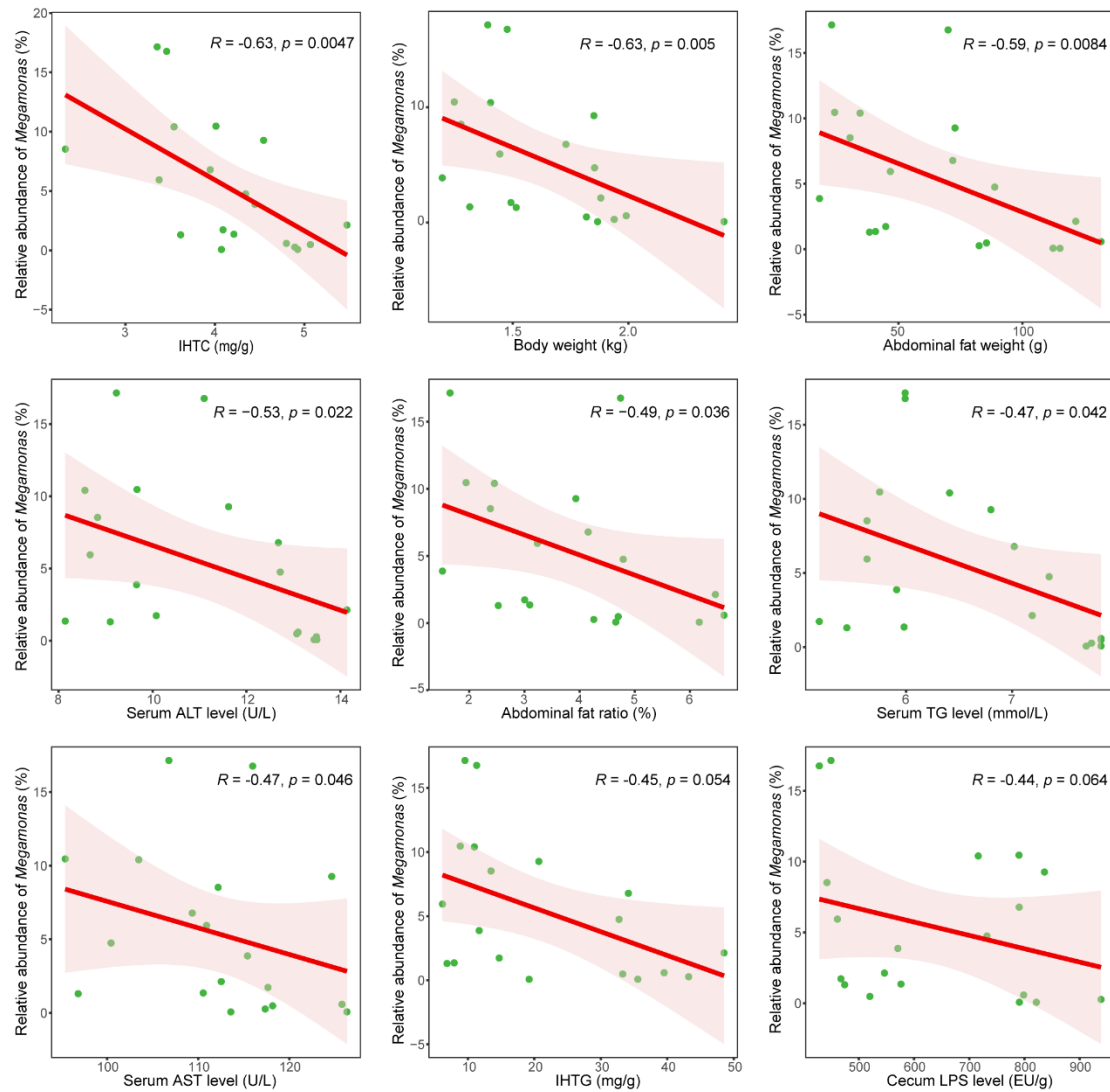 Relative abundance of Megamonas (%)
20
15
10
5
0
−5
R = -0.63, p = 0.0047
3
4
5
IHTC (mg/g)
Relative abundance of Megamonas (%)
10
0
R = -0.63, p = 0.005
1.5
2.0
Body weight (kg)
Relative abundance of Megamonas (%)
15
10
5
0
−5
R = -0.59, p = 0.0084
50
100
Abdominal fat weight (g)
Relative abundance of Megamonas (%)
15
10
5
0
R = −0.53, p = 0.022
8
10
12
14
Serum ALT level (U/L)
Relative abundance of Megamonas (%)
15
10
5
0
−5
R = −0.49, p = 0.036
2
3
4
5
6
Abdominal fat ratio (%)
Relative abundance of Megamonas (%)
15
10
5
0
R = -0.47, p = 0.042
6
7
Serum TG level (mmol/L)
Relative abundance of Megamonas (%)
15
10
5
0
R = -0.47, p = 0.046
100
110
120
Serum AST level (U/L)
Relative abundance of Megamonas (%)
15
10
5
0
−5
R = -0.45, p = 0.054
10
20
30
40
50
IHTG (mg/g)
Relative abundance of Megamonas (%)
15
10
5
0
R = -0.44, p = 0.064
500
600
700
800
900
Cecum LPS level (EU/g)